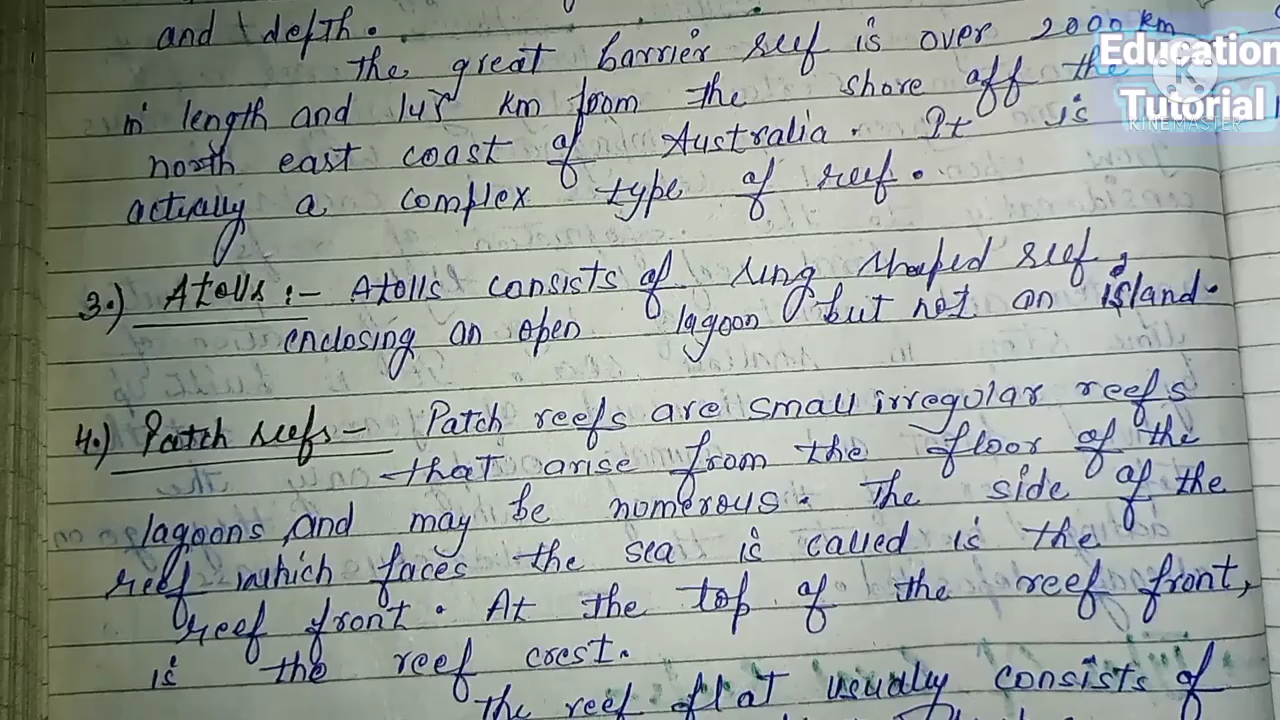 and depth.
the great barrier reef is over 2000 km
in length and 145 km from the shore off the
north east coast of Australia. It is
actually a complex type of reef.
3.) Atolls :- Atolls consists of ring shaped reef,
enclosing an open lagoon but not an island.
4.) Patch reefs - Patch reefs are small irregular reefs
that arise from the floor of the
lagoons and may be nomerous. The side of the
reef which faces the sea is called is the
reef front. At the top of the reef front,
is the reef crest.
the reef flat usually consists of
Education
Tutorial
K
KINEMASTER